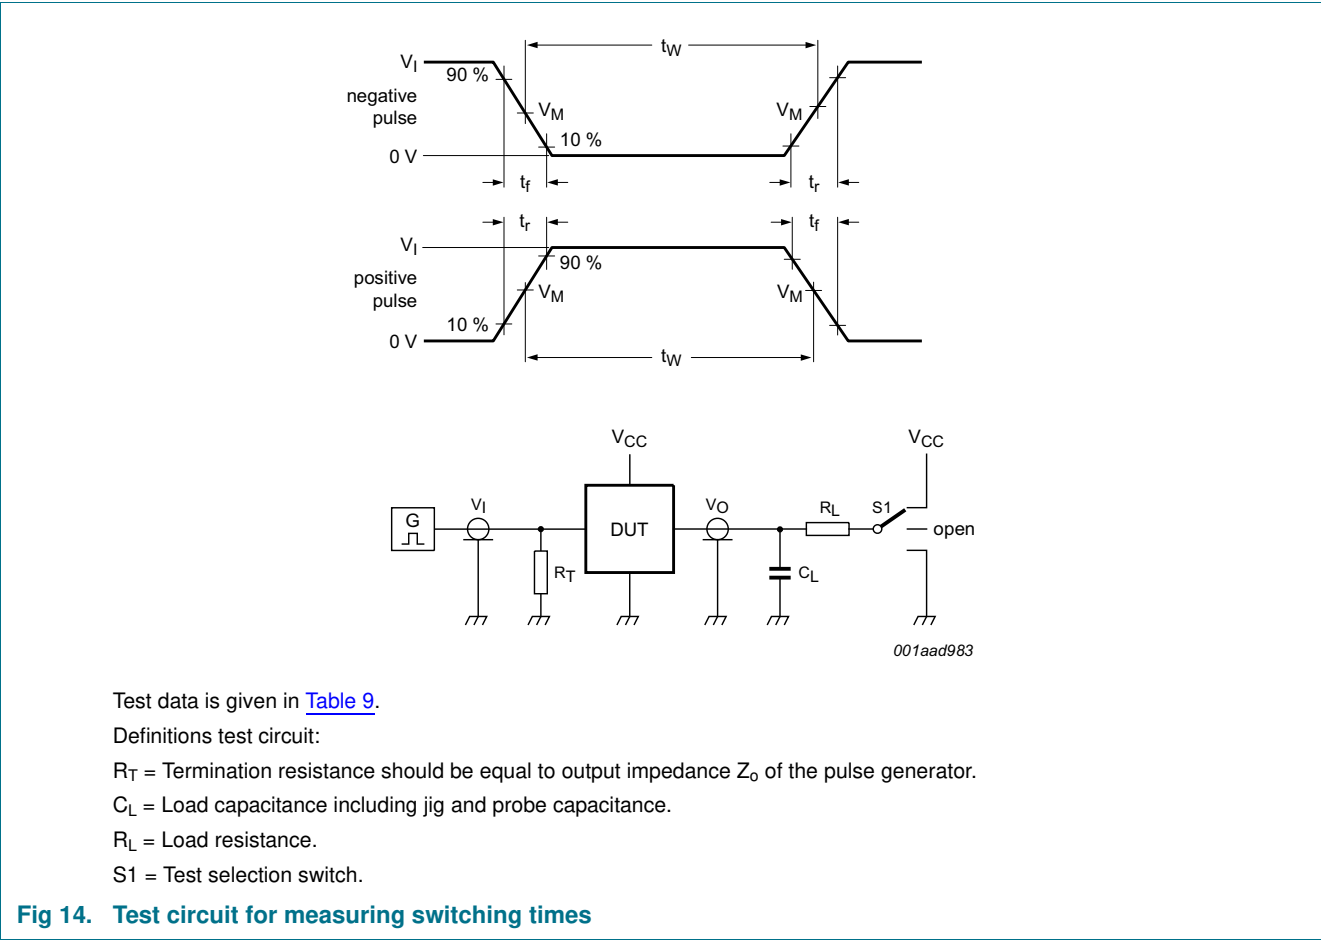 tW
VI
90 %
negative
pulse
VM
VM
10 %
0 V
tf
tr
tr
tf
VI
90 %
positive
pulse
VM
VM
10 %
0 V
tW
VCC
VCC
VI
VO
RL
S1
G
DUT
open
RT
CL
001aad983
Test data is given in Table 9.
Definitions test circuit:
RT = Termination resistance should be equal to output impedance Zo of the pulse generator.
CL = Load capacitance including jig and probe capacitance.
RL = Load resistance.
S1 = Test selection switch.
Fig 14. Test circuit for measuring switching times